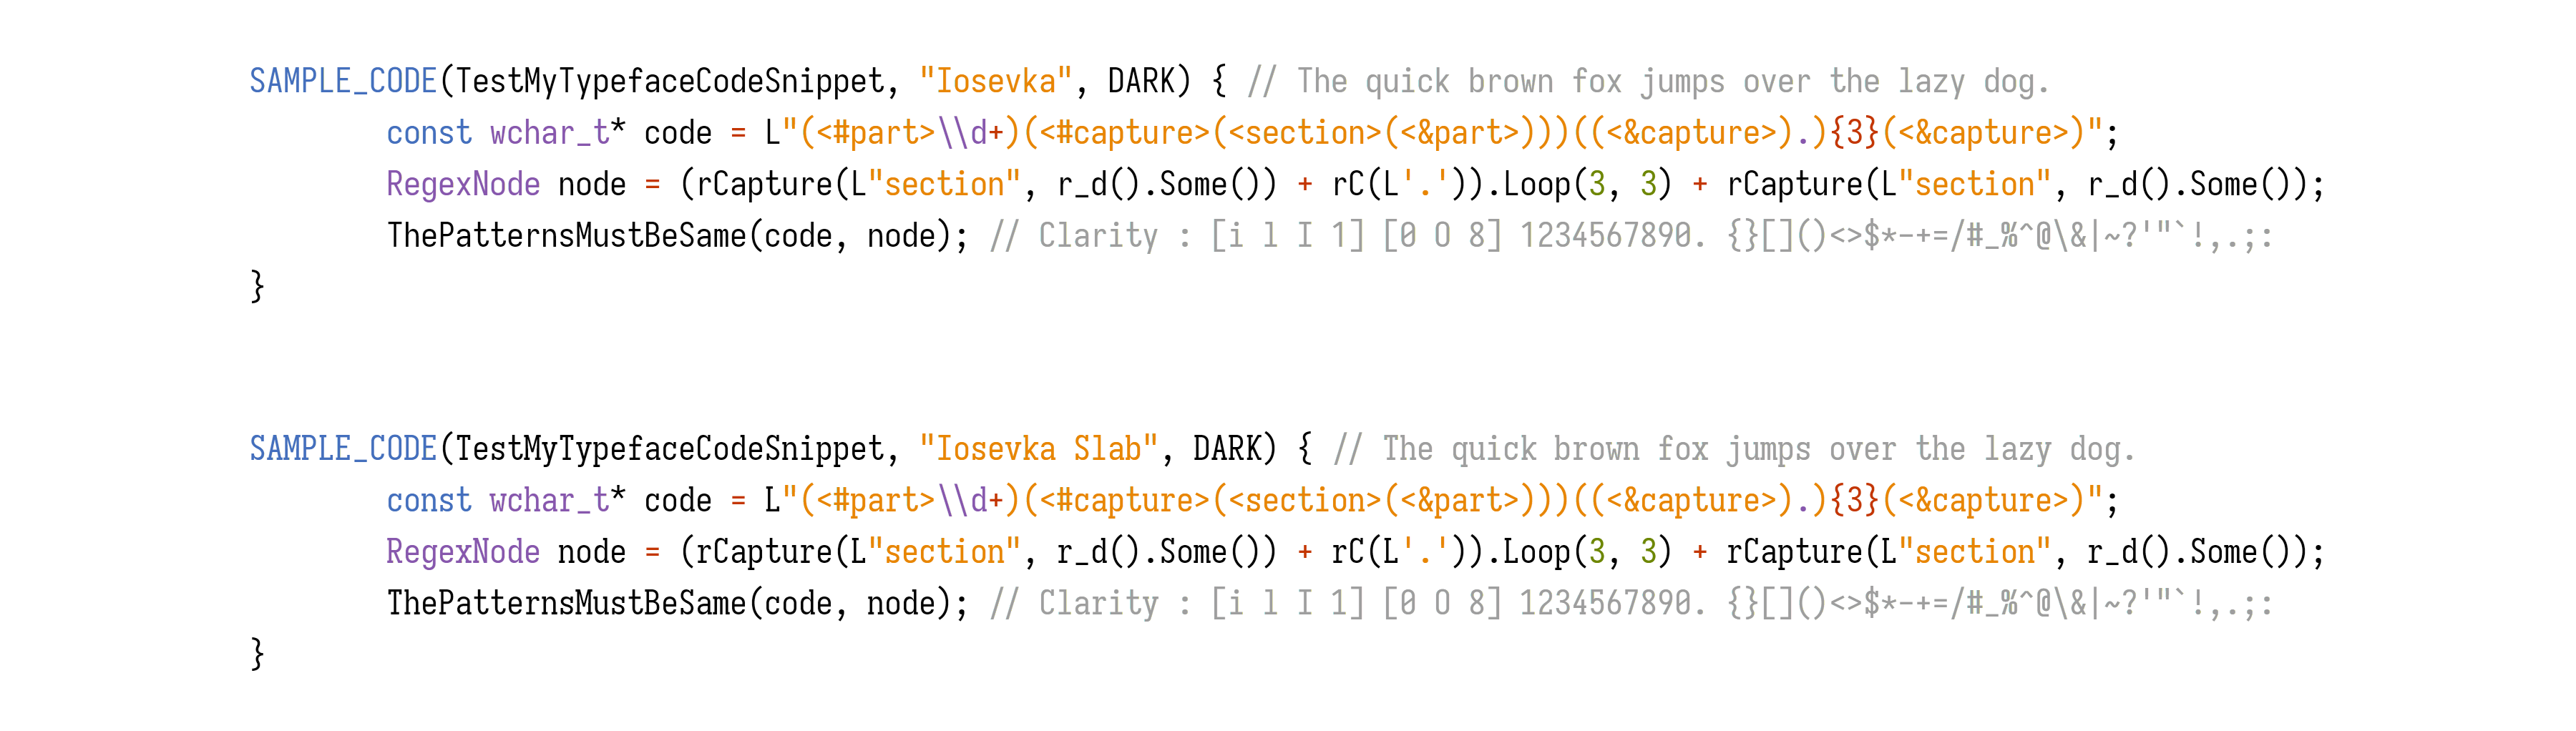 SAMPLE_CODE(TestMyTypefaceCodeSnippet, "Iosevka", DARK) { // The quick brown fox jumps over the lazy dog.
const wchar_t* code = L"(<#part>\\d+)(<#capture>(<section>(<&part>)))((<&capture>).){3}(<&capture>)";
RegexNode node = (rCapture(L"section", r_d().Some()) + rC(L'.')).Loop(3, 3) + rCapture(L"section", r_d().Some());
ThePatternsMustBeSame(code, node); // Clarity : [i l I 1] [0 O 8] 1234567890. {}[]()<>$*-+=/#_%^@\&|~?'"`!,.;:
}
SAMPLE_CODE(TestMyTypefaceCodeSnippet, "Iosevka Slab", DARK) { // The quick brown fox jumps over the lazy dog.
const wchar_t* code = L"(<#part>\\d+)(<#capture>(<section>(<&part>)))((<&capture>).){3}(<&capture>)";
RegexNode node = (rCapture(L"section", r_d().Some()) + rC(L'.')).Loop(3, 3) + rCapture(L"section", r_d().Some());
ThePatternsMustBeSame(code, node); // Clarity : [i l I 1] [0 O 8] 1234567890. {}[]()<>$*-+=/#_%^@\&|~?'"`!,.;:
}